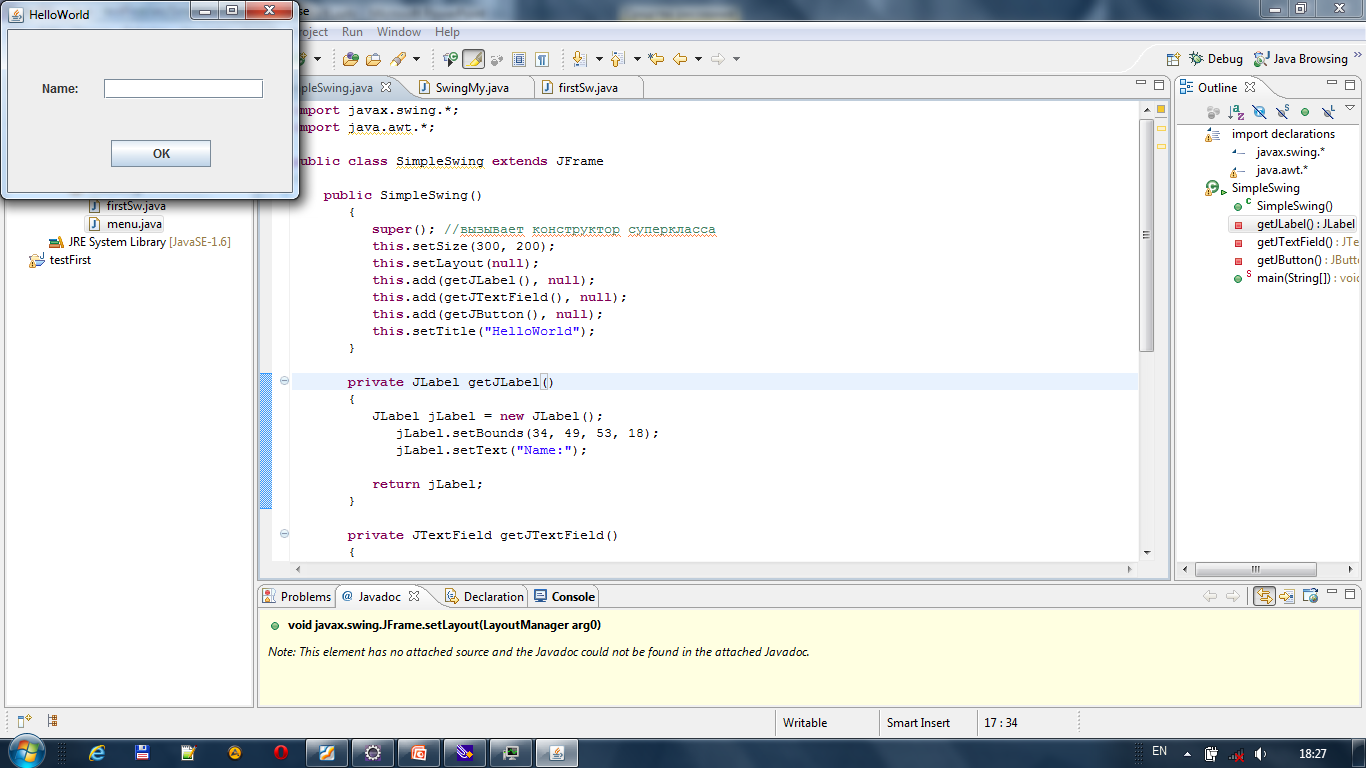 HelloWorld
Name:
OK
Run Window Help
Debug
Java Browsing
SwingMy.java
firstSw.java
Outline
import javax.swing.*;
import java.awt.*;
public class SimpleSwing extends JFrame
public SimpleSwing()
{
super(); //вызывает конструктор суперкласса
this.setSize(300, 200);
this.setLayout(null);
this.add(getJLabel(), null);
this.add(getJTextField(), null);
this.add(getJButton(), null);
this.setTitle("HelloWorld");
}
private JLabel getJLabel()
{
JLabel jLabel = new JLabel();
jLabel.setBounds(34, 49, 53, 18);
jLabel.setText("Name:");
return jLabel;
}
private JTextField getJTextField()
{
import declarations
javax.swing.*
java.awt.*
SimpleSwing
SimpleSwing()
getJLabel() : JLabel
getJTextField() : JTe
getJButton() : JButto
main(String[]) : void
firstSw.java
menu.java
JRE System Library [JavaSE-1.6]
testFirst
Problems
@ Javadoc
Declaration
Console
void javax.swing.JFrame.setLayout(LayoutManager arg0)
Note: This element has no attached source and the Javadoc could not be found in the attached Javadoc.
Writable
Smart Insert
17 : 34
EN
18:27